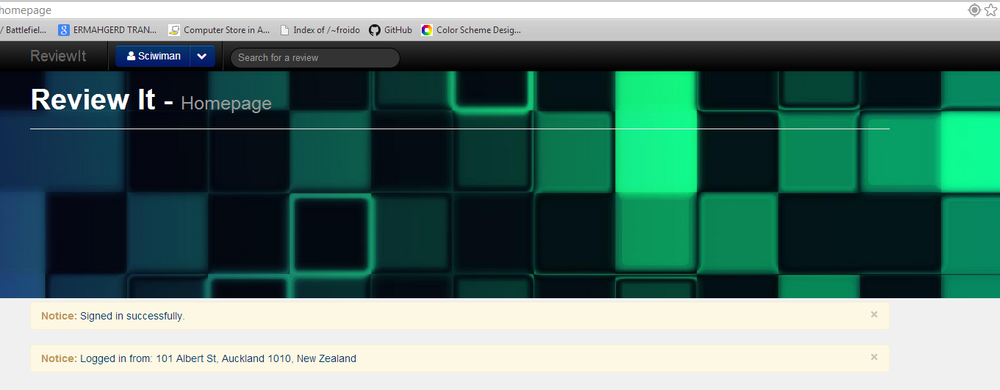 homepage
/ Battlefiel... ERMAHGERD TRAN... Computer Store in A... Index of /~froido GitHub Color Scheme Desig...
ReviewIt Sciwiman Search for a review
Review It - Homepage
Notice: Signed in successfully. ×
Notice: Logged in from: 101 Albert St, Auckland 1010, New Zealand ×